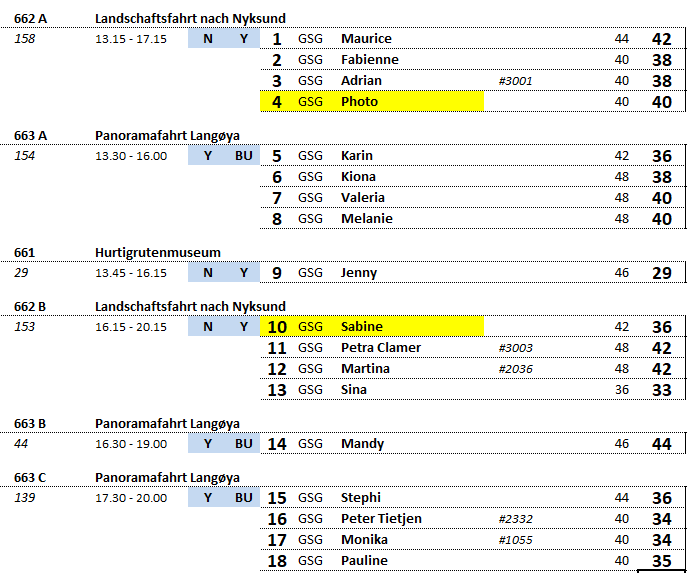 662 A Landschaftsfahrt nach Nyksund
158 13.15 - 17.15 N Y 1 GSG Maurice 44 42
2 GSG Fabienne 40 38
3 GSG Adrian #3001 40 38
4 GSG Photo 40 40
663 A Panoramafahrt Langøya
154 13.30 - 16.00 Y BU 5 GSG Karin 42 36
6 GSG Kiona 48 38
7 GSG Valeria 48 40
8 GSG Melanie 48 40
661 Hurtigrutenmuseum
29 13.45 - 16.15 N Y 9 GSG Jenny 46 29
662 B Landschaftsfahrt nach Nyksund
153 16.15 - 20.15 N Y 10 GSG Sabine 42 36
11 GSG Petra Clamer #3003 48 42
12 GSG Martina #2036 48 42
13 GSG Sina 36 33
663 B Panoramafahrt Langøya
44 16.30 - 19.00 Y BU 14 GSG Mandy 46 44
663 C Panoramafahrt Langøya
139 17.30 - 20.00 Y BU 15 GSG Stephi 44 36
16 GSG Peter Tietjen #2332 40 34
17 GSG Monika #1055 40 34
18 GSG Pauline 40 35